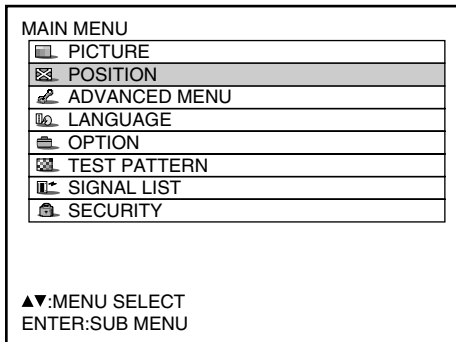 MAIN MENU
PICTURE
POSITION
ADVANCED MENU
LANGUAGE
OPTION
TEST PATTERN
SIGNAL LIST
SECURITY
▲▼:MENU SELECT
ENTER:SUB MENU